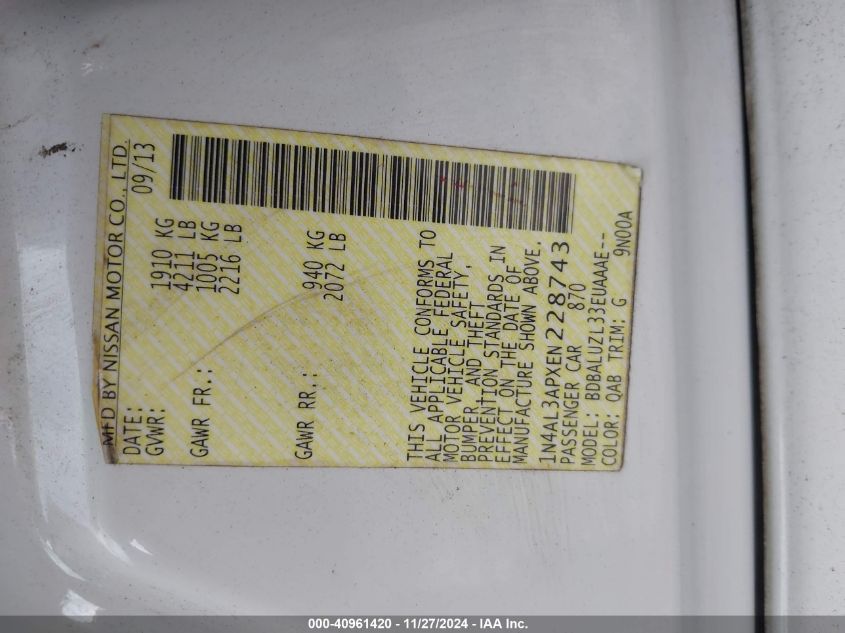 MFD BY NISSAN MOTOR CO., LTD.
DATE: 09/13
GVWR: 1910 KG
4211 LB
GAWR FR.: 1005 KG
2216 LB
GAWR RR.: 940 KG
2072 LB
THIS VEHICLE CONFORMS TO
ALL APPLICABLE FEDERAL
MOTOR VEHICLE SAFETY,
BUMPER, AND THEFT
PREVENTION STANDARDS IN
EFFECT ON THE DATE OF
MANUFACTURE SHOWN ABOVE.
1N4AL3APXEN228743
PASSENGER CAR 870
MODEL: BDBALUZL33EUAAAE--
COLOR: QAB TRIM: G 9N00A
000-40961420 - 11/27/2024 - IAA Inc.